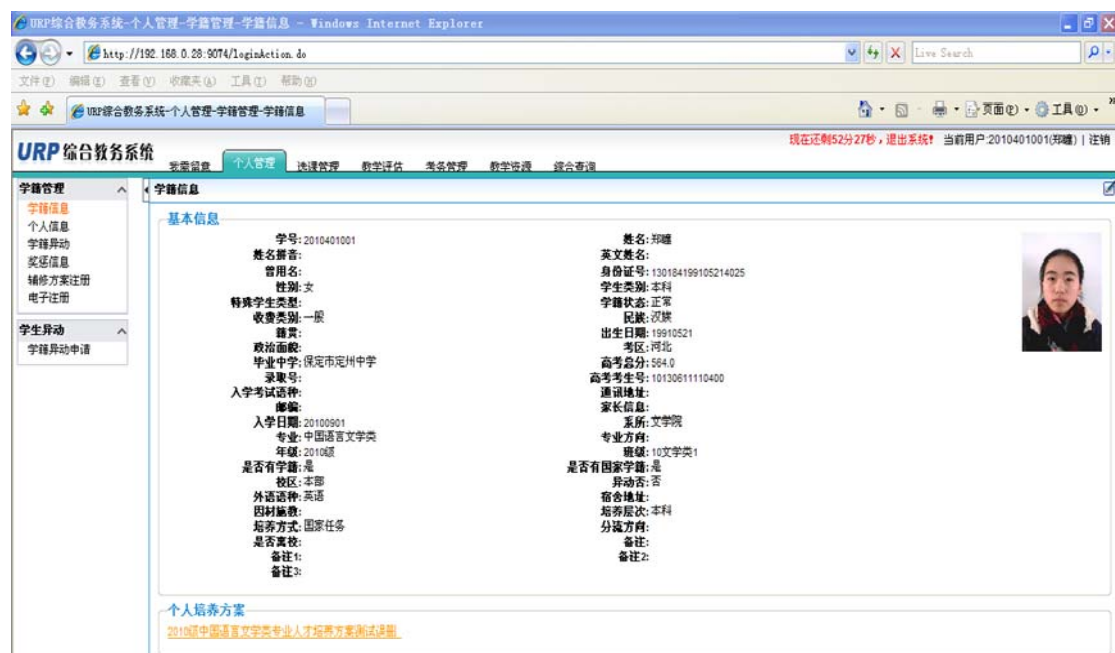 URP综合教务系统-个人管理-学籍管理-学籍信息 - Windows Internet Explorer
http://192.168.0.28:9074/loginAction.do
Live Search
文件(F) 编辑(E) 查看(V) 收藏夹(A) 工具(T) 帮助(H)
URP综合教务系统-个人管理-学籍管理-学籍信息
页面(P) 工具(O)
现在还剩52分27秒，退出系统! 当前用户:2010401001(郑曈) | 注销
URP 综合教务系统
我需留意 个人管理 选课管理 教学评估 考务管理 教学资源 综合查询
学籍管理
学籍信息
个人信息
学籍异动
奖惩信息
辅修方案注册
电子注册
学生异动
学籍异动申请
学籍信息
基本信息
学号: 2010401001 姓名: 郑曈
姓名拼音: 英文姓名:
曾用名: 身份证号: 130184199105214025
性别: 女 学生类别: 本科
特殊学生类型: 学籍状态: 正常
收费类别: 一般 民族: 汉族
籍贯: 出生日期: 19910521
政治面貌: 考区: 河北
毕业中学: 保定市定州中学 高考总分: 564.0
录取号: 高考考生号: 10130611110400
入学考试语种: 通讯地址:
邮编: 家长信息:
入学日期: 20100901 系所: 文学院
专业: 中国语言文学类 专业方向:
年级: 2010级 班级: 10文学类1
是否有学籍: 是 是否有国家学籍: 是
校区: 本部 异动否: 否
外语语种: 英语 宿舍地址:
因材施教: 培养层次: 本科
培养方式: 国家任务 分流方向:
是否离校: 备注:
备注1: 备注2:
备注3:
个人培养方案
2010级中国语言文学类专业人才培养方案测试误删